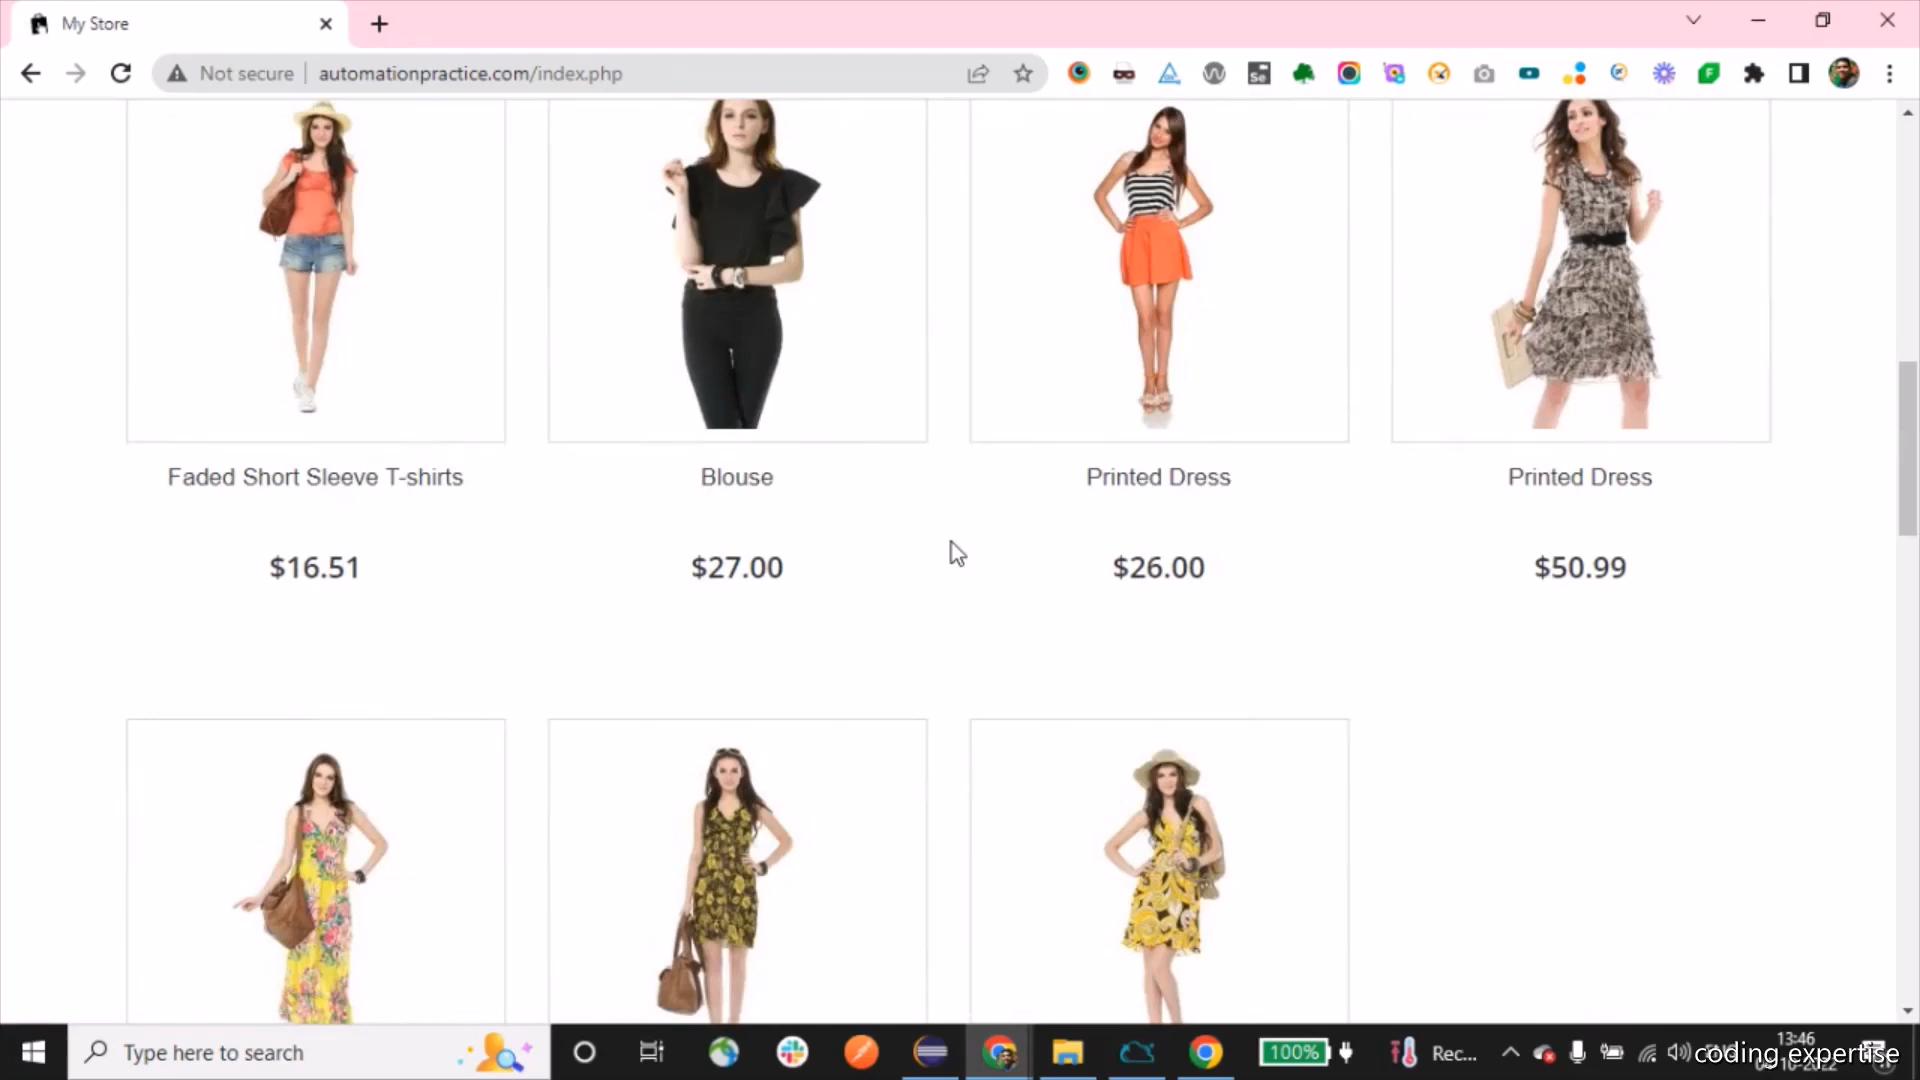 My Store
Not secure
automationpractice.com/index.php
Se
Faded Short Sleeve T-shirts
Blouse
Printed Dress
Printed Dress
$16.51
$27.00
$26.00
$50.99
Type here to search
100%
Rec...
13:46
coding expertise